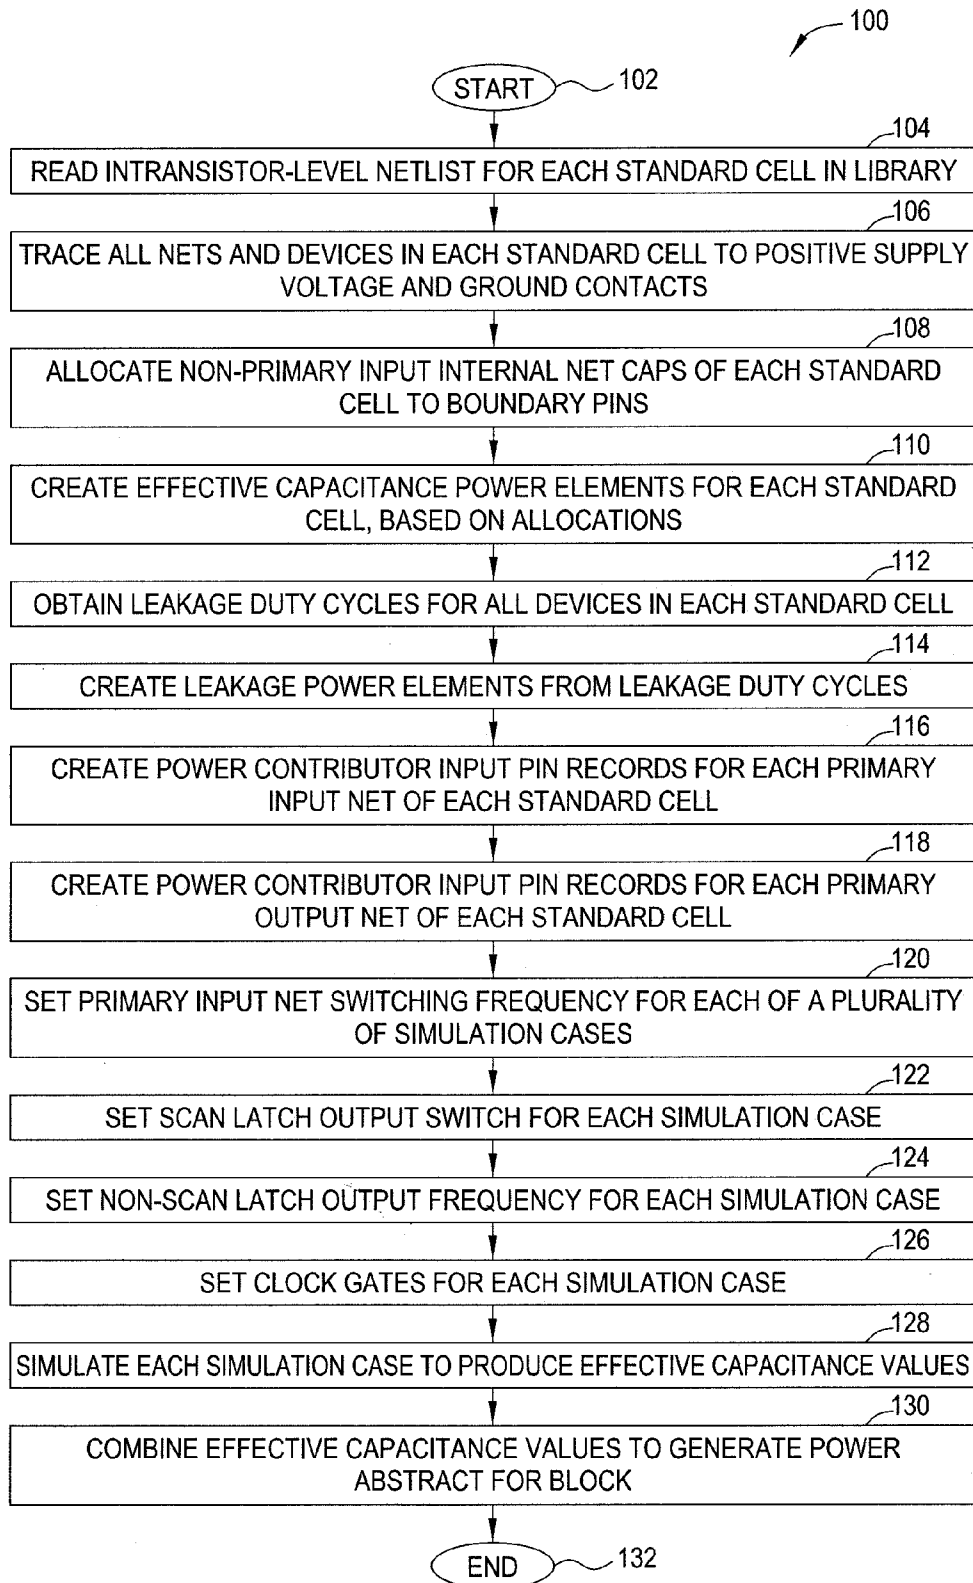 100
START
102
104
READ INTRANSISTOR-LEVEL NETLIST FOR EACH STANDARD CELL IN LIBRARY
106
TRACE ALL NETS AND DEVICES IN EACH STANDARD CELL TO POSITIVE SUPPLY
VOLTAGE AND GROUND CONTACTS
108
ALLOCATE NON-PRIMARY INPUT INTERNAL NET CAPS OF EACH STANDARD
CELL TO BOUNDARY PINS
110
CREATE EFFECTIVE CAPACITANCE POWER ELEMENTS FOR EACH STANDARD
CELL, BASED ON ALLOCATIONS
112
OBTAIN LEAKAGE DUTY CYCLES FOR ALL DEVICES IN EACH STANDARD CELL
114
CREATE LEAKAGE POWER ELEMENTS FROM LEAKAGE DUTY CYCLES
116
CREATE POWER CONTRIBUTOR INPUT PIN RECORDS FOR EACH PRIMARY
INPUT NET OF EACH STANDARD CELL
118
CREATE POWER CONTRIBUTOR INPUT PIN RECORDS FOR EACH PRIMARY
OUTPUT NET OF EACH STANDARD CELL
120
SET PRIMARY INPUT NET SWITCHING FREQUENCY FOR EACH OF A PLURALITY
OF SIMULATION CASES
122
SET SCAN LATCH OUTPUT SWITCH FOR EACH SIMULATION CASE
124
SET NON-SCAN LATCH OUTPUT FREQUENCY FOR EACH SIMULATION CASE
126
SET CLOCK GATES FOR EACH SIMULATION CASE
128
SIMULATE EACH SIMULATION CASE TO PRODUCE EFFECTIVE CAPACITANCE VALUES
130
COMBINE EFFECTIVE CAPACITANCE VALUES TO GENERATE POWER
ABSTRACT FOR BLOCK
END
132